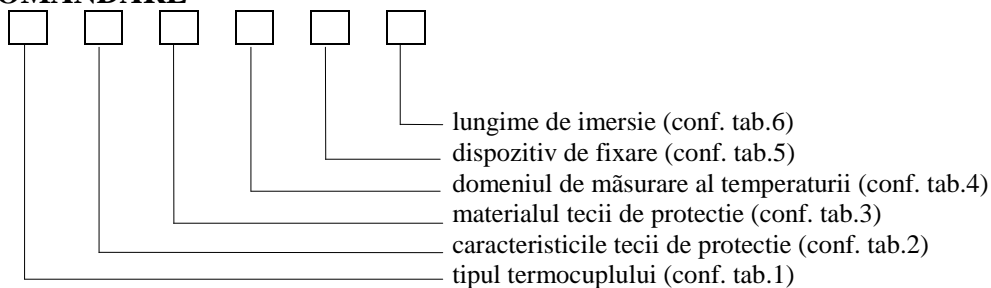 OMANDARE
lungime de imersie (conf. tab.6)
dispozitiv de fixare (conf. tab.5)
domeniul de mãsurare al temperaturii (conf. tab.4)
materialul tecii de protectie (conf. tab.3)
caracteristicile tecii de protectie (conf. tab.2)
tipul termocuplului (conf. tab.1)